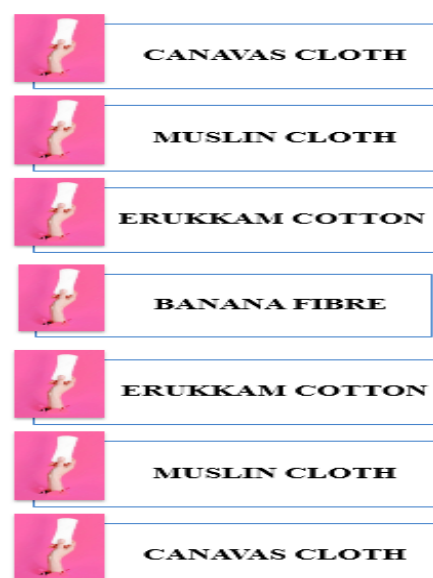 CANAVAS CLOTH
MUSLIN CLOTH
ERUKKAM COTTON
BANANA FIBRE
ERUKKAM COTTON
MUSLIN CLOTH
CANAVAS CLOTH